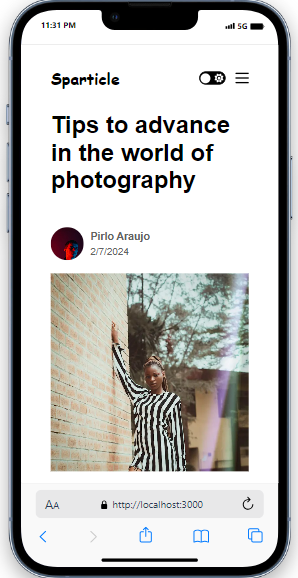 11:31 PM
5G
Sparticle
Tips to advance
in the world of
photography
Pirlo Araujo
2/7/2024
AA
http://localhost:3000